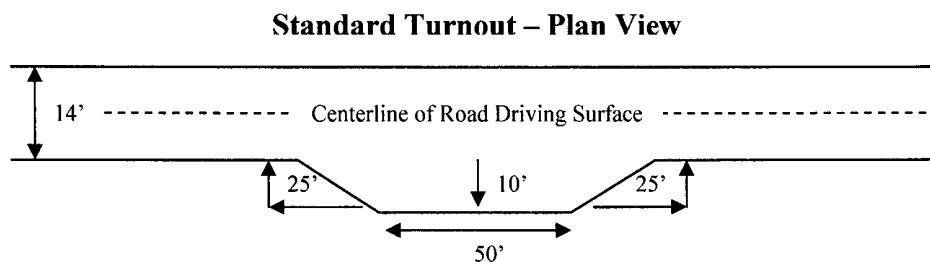 Standard Turnout – Plan View
14’
Centerline of Road Driving Surface
25’
10’
25’
50’